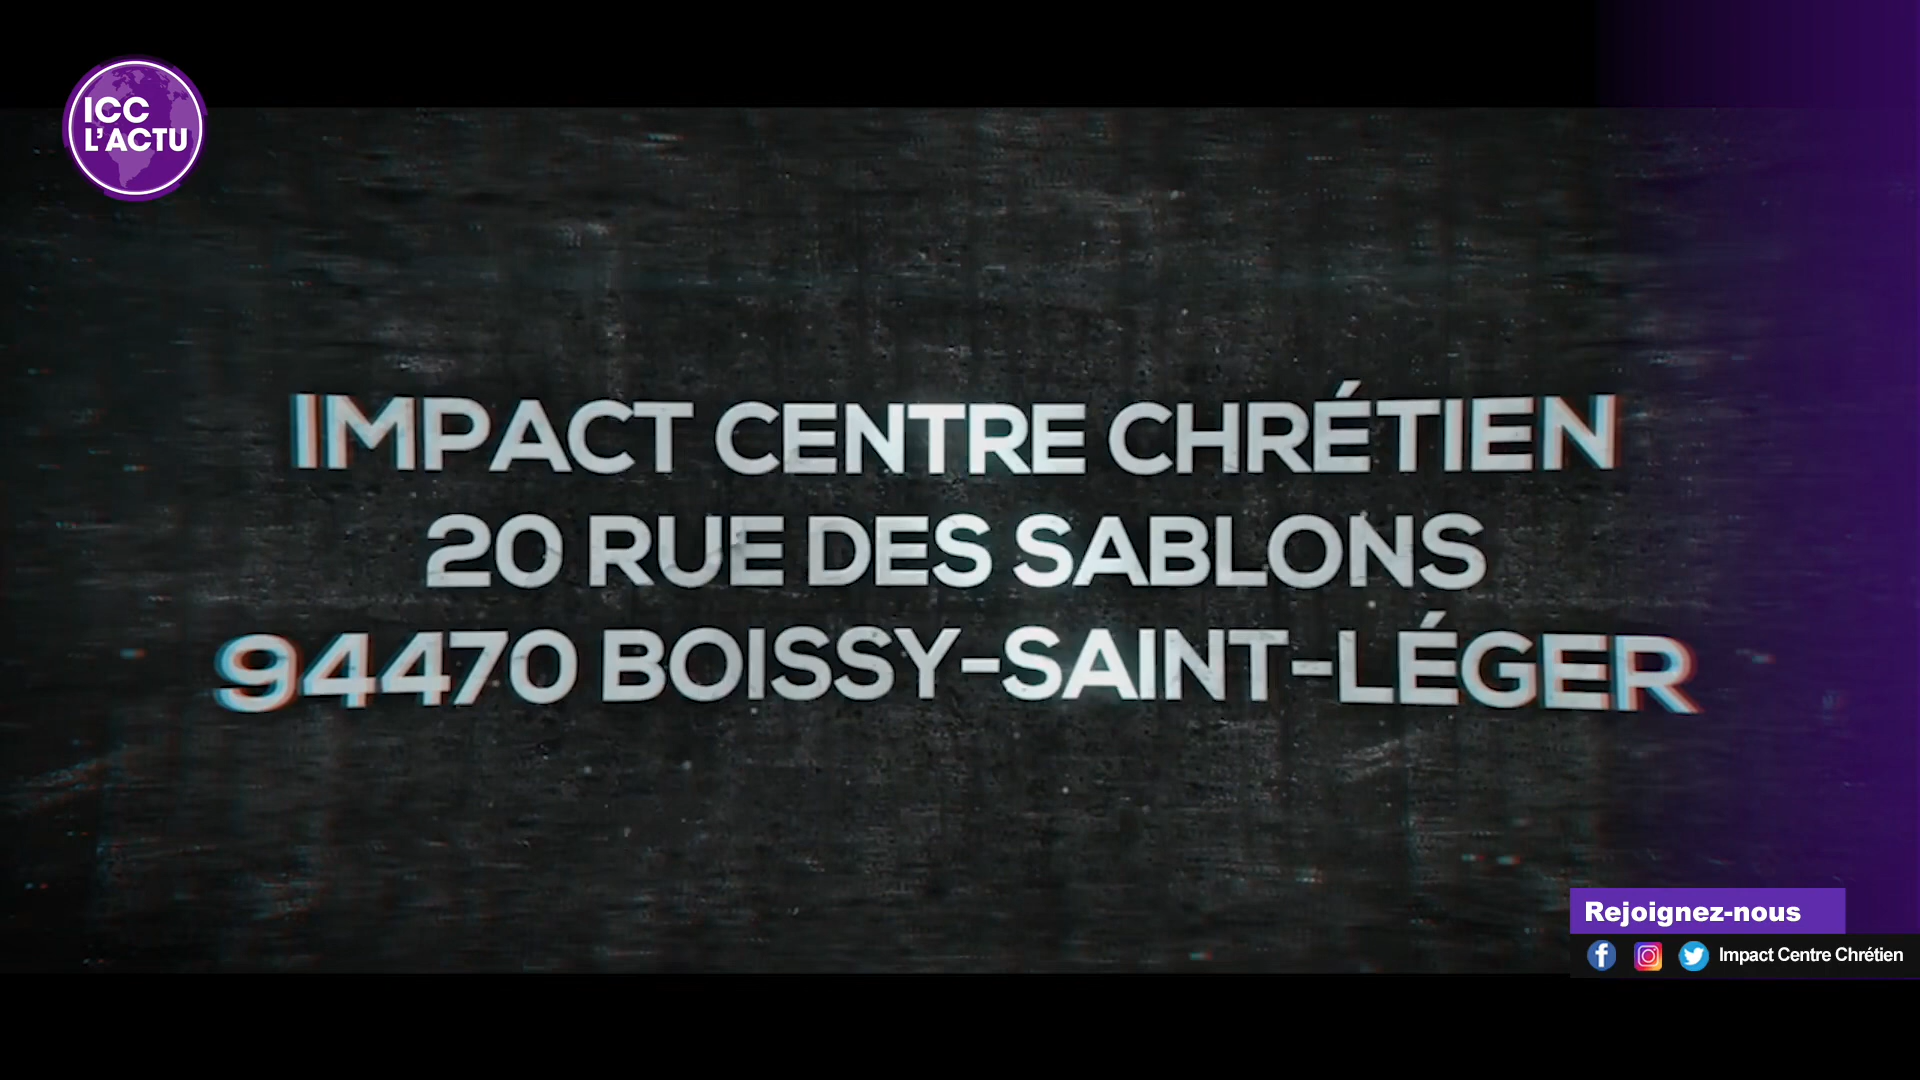 ICC
L'ACTU
IMPACT CENTRE CHRÉTIEN
20 RUE DES SABLONS
94470 BOISSY-SAINT-LÉGER
Rejoignez-nous
Impact Centre Chrétien